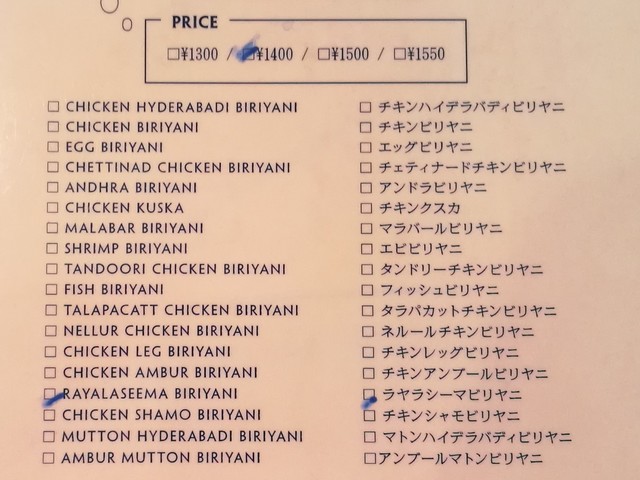 PRICE
□¥1300 / □¥1400 / □¥1500 / □¥1550
□ CHICKEN HYDERABADI BIRIYANI □ チキンハイデラバディビリヤニ
□ CHICKEN BIRIYANI □ チキンビリヤニ
□ EGG BIRIYANI □ エッグビリヤニ
□ CHETTINAD CHICKEN BIRIYANI □ チェティナードチキンビリヤニ
□ ANDHRA BIRIYANI □ アンドラビリヤニ
□ CHICKEN KUSKA □ チキンクスカ
□ MALABAR BIRIYANI □ マラバールビリヤニ
□ SHRIMP BIRIYANI □ エビビリヤニ
□ TANDOORI CHICKEN BIRIYANI □ タンドリーチキンビリヤニ
□ FISH BIRIYANI □ フィッシュビリヤニ
□ TALAPACATT CHICKEN BIRIYANI □ タラパカットチキンビリヤニ
□ NELLUR CHICKEN BIRIYANI □ ネルールチキンビリヤニ
□ CHICKEN LEG BIRIYANI □ チキンレッグビリヤニ
□ CHICKEN AMBUR BIRIYANI □ チキンアンブールビリヤニ
□ RAYALASEEMA BIRIYANI □ ラヤラシーマビリヤニ
□ CHICKEN SHAMO BIRIYANI □ チキンシャモビリヤニ
□ MUTTON HYDERABADI BIRIYANI □ マトンハイデラバディビリヤニ
□ AMBUR MUTTON BIRIYANI □アンブールマトンビリヤニ